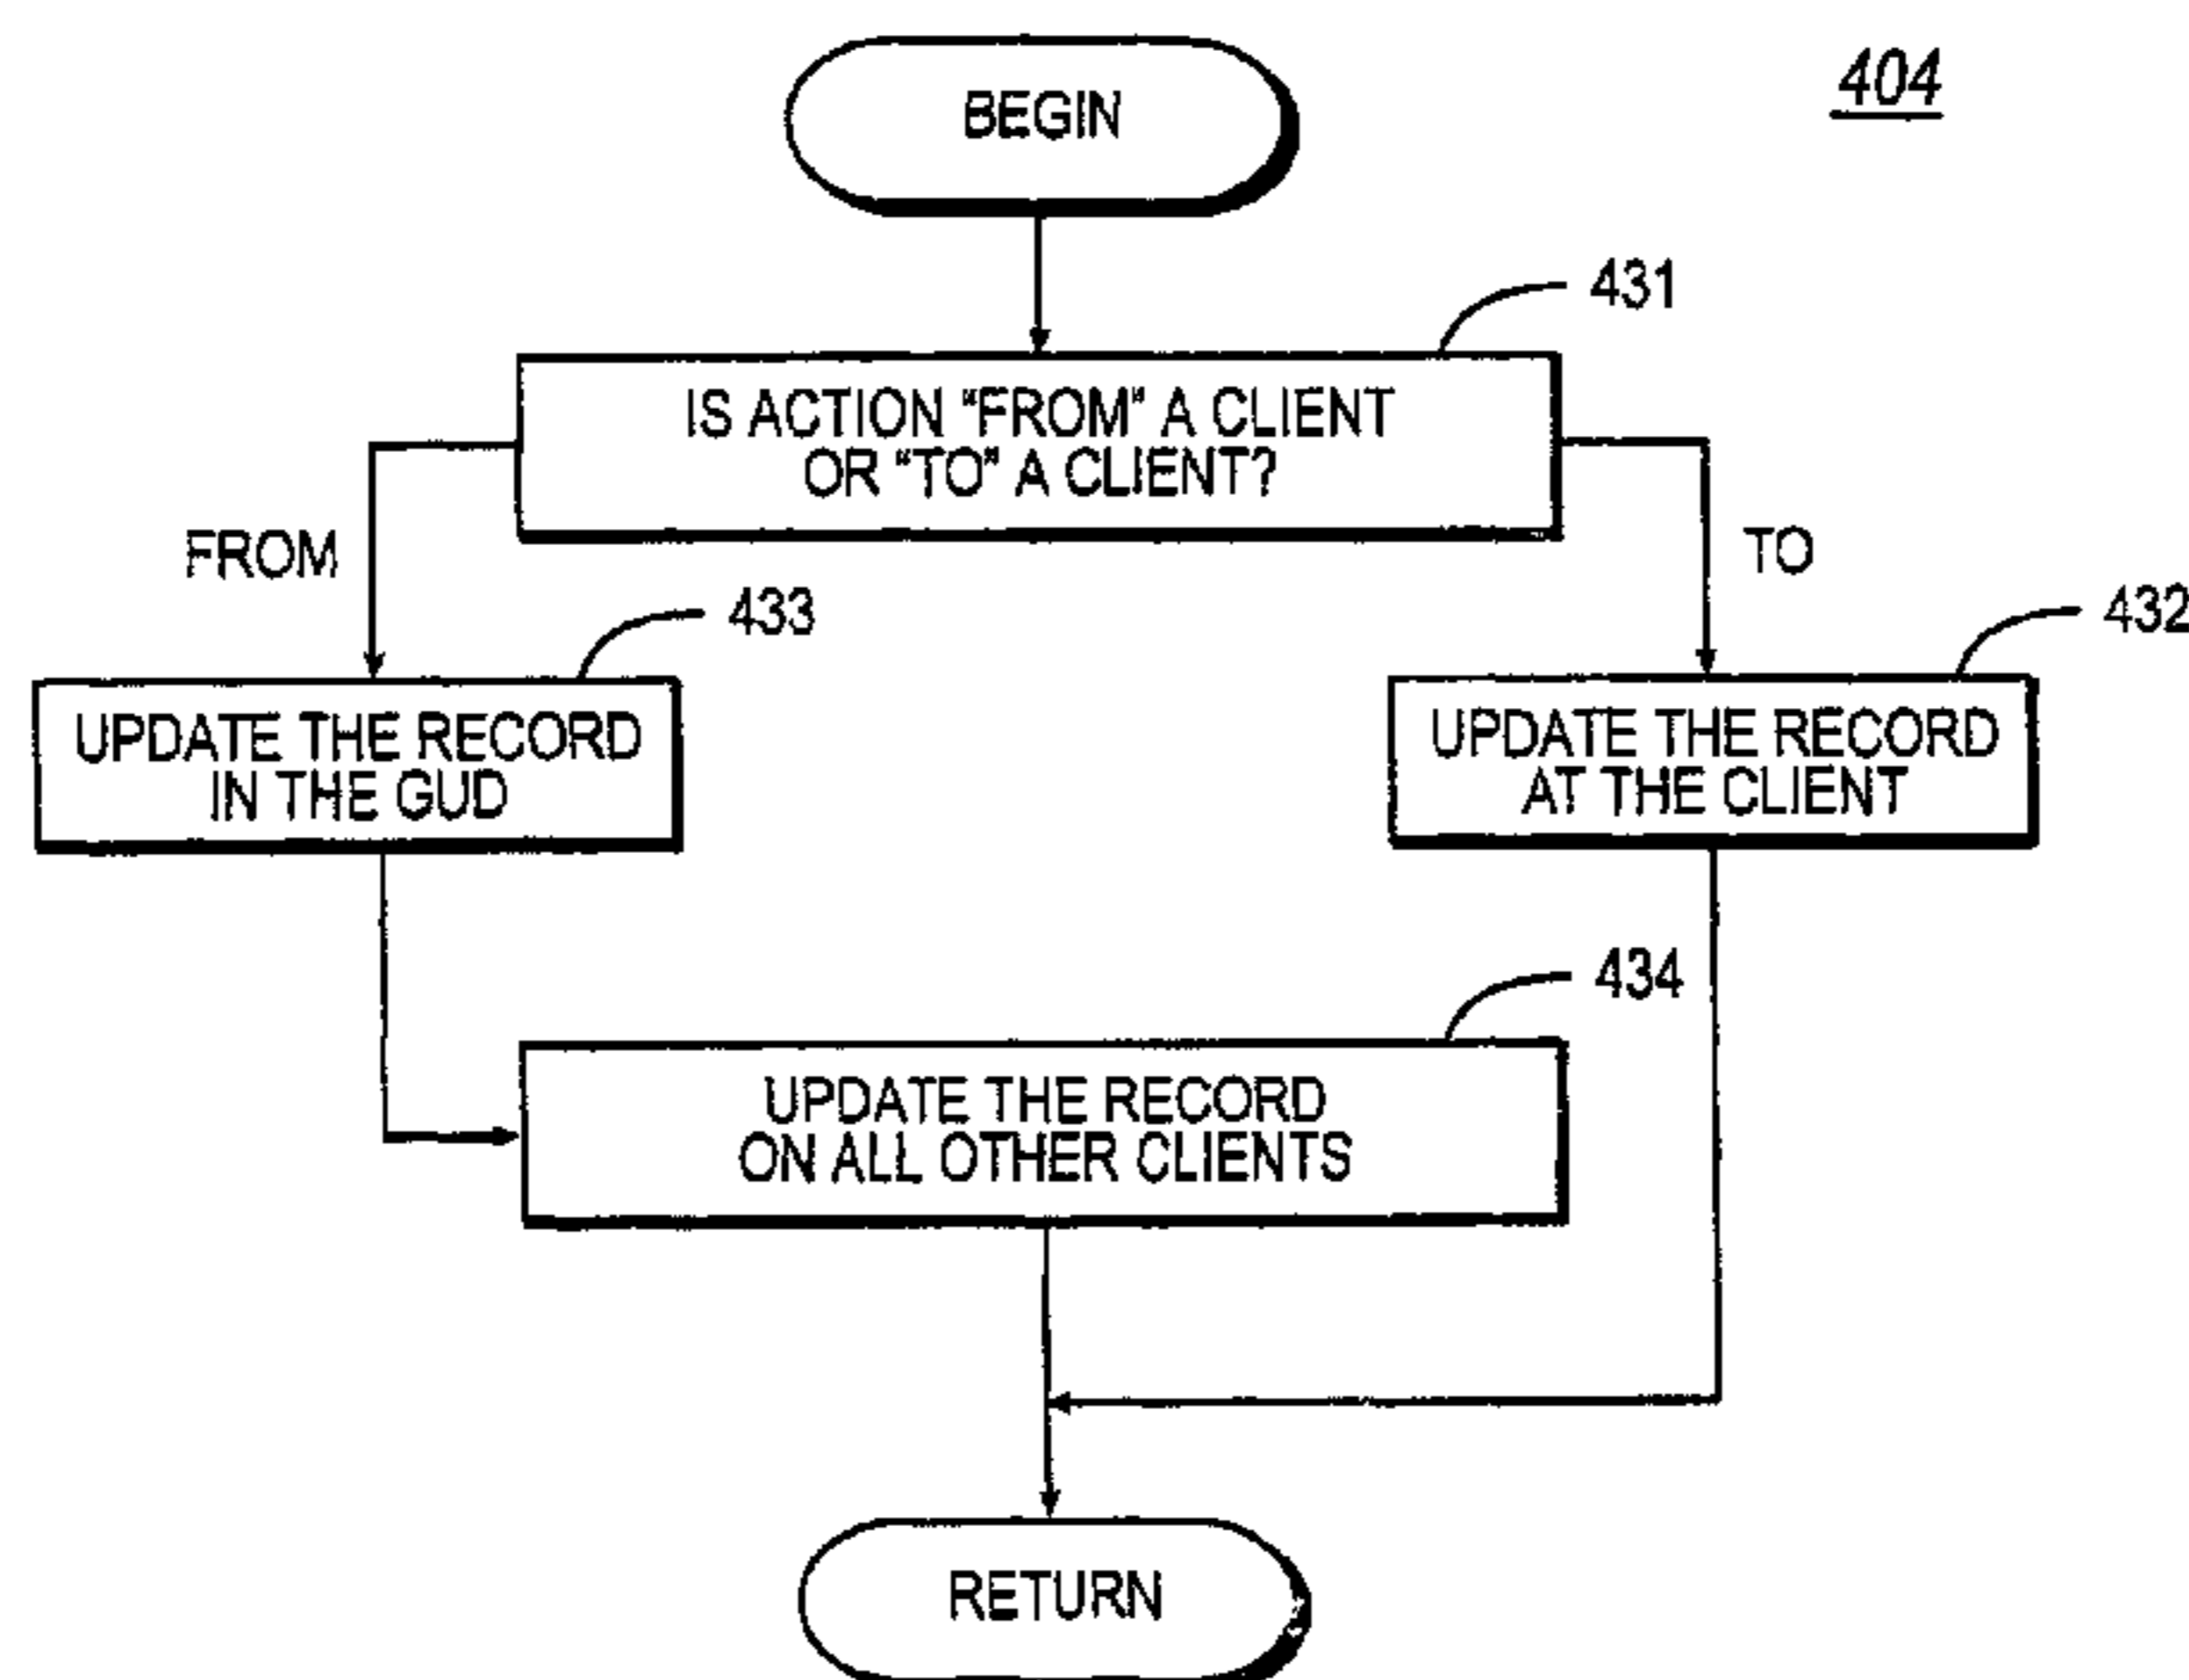 404
BEGIN
431
IS ACTION "FROM" A CLIENT
OR "TO" A CLIENT?
FROM
TO
433
432
UPDATE THE RECORD
IN THE GUD
UPDATE THE RECORD
AT THE CLIENT
434
UPDATE THE RECORD
ON ALL OTHER CLIENTS
RETURN